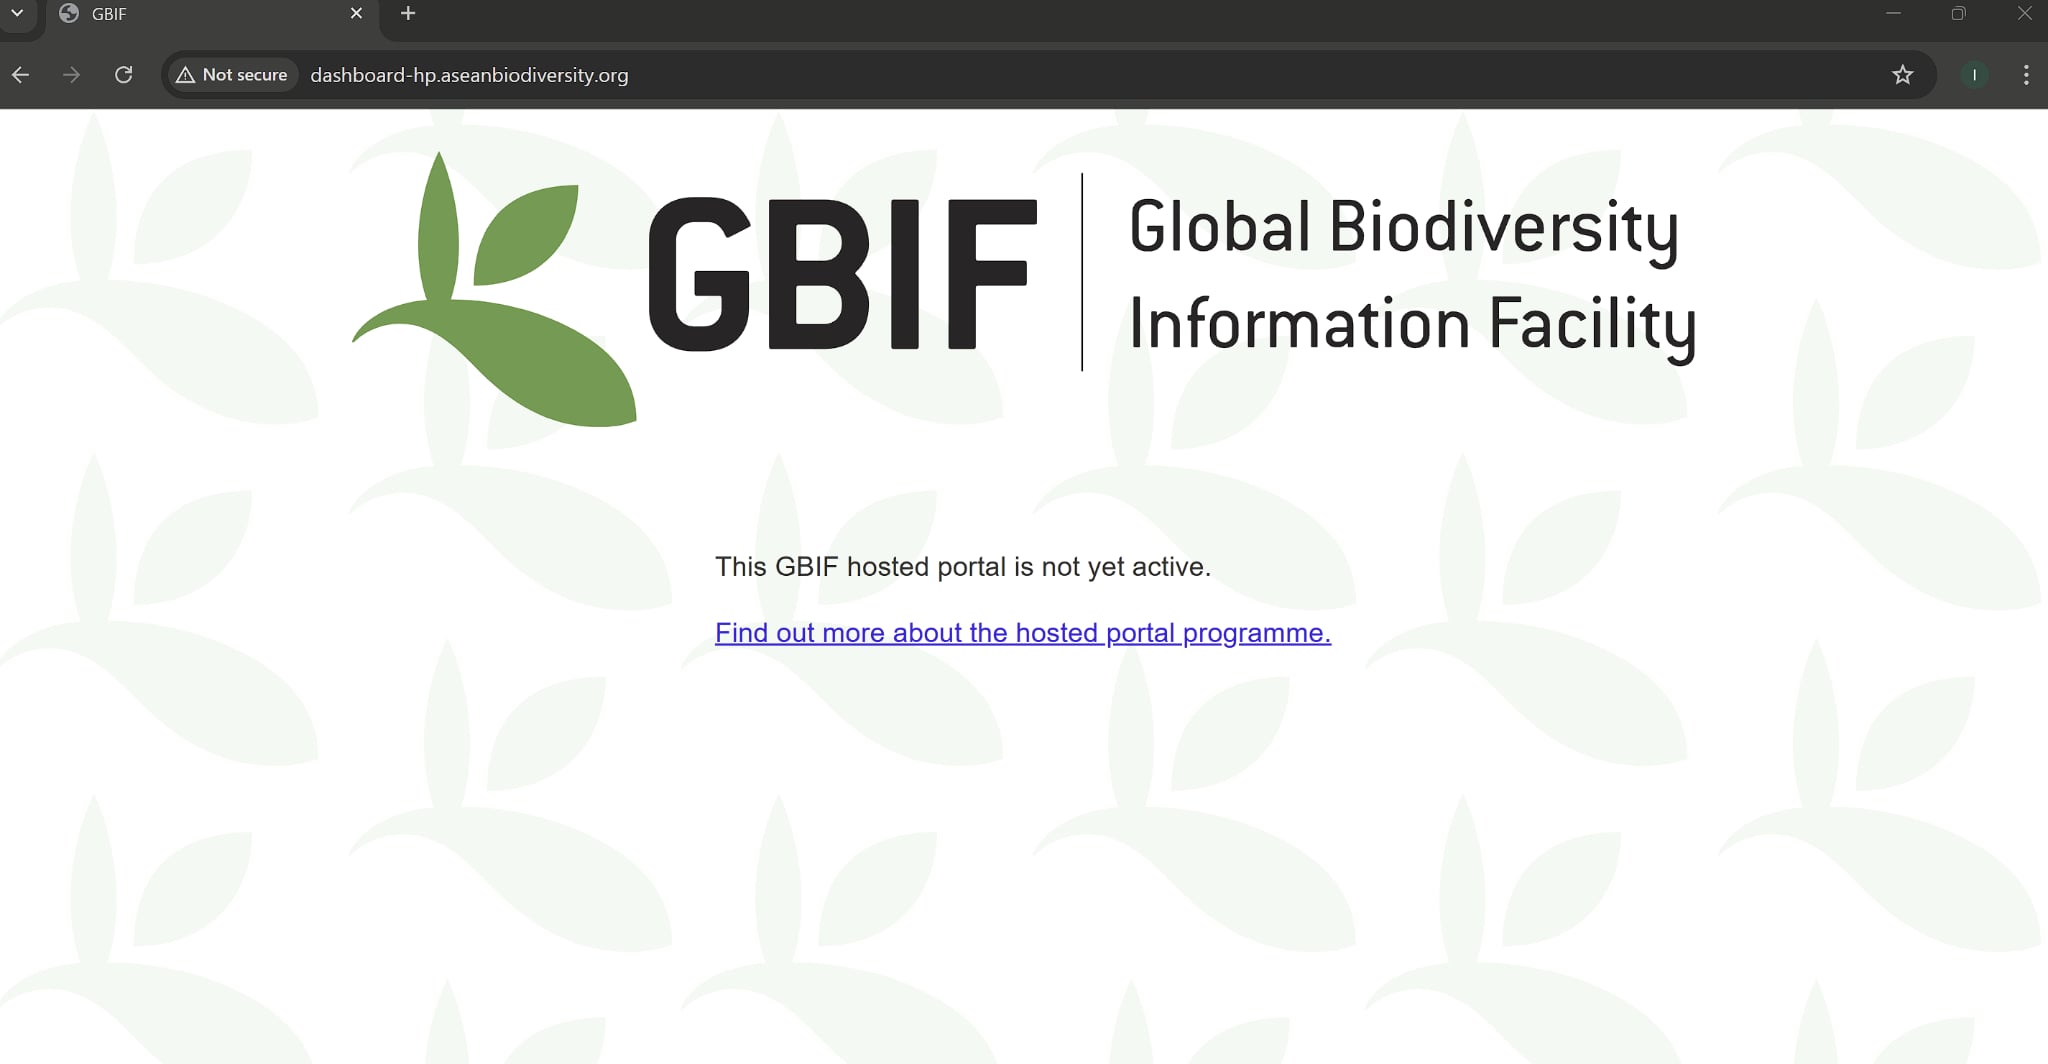 GBIF
Not secure
dashboard-hp.aseanbiodiversity.org
I
GBIF
Global Biodiversity
Information Facility
This GBIF hosted portal is not yet active.
Find out more about the hosted portal programme.